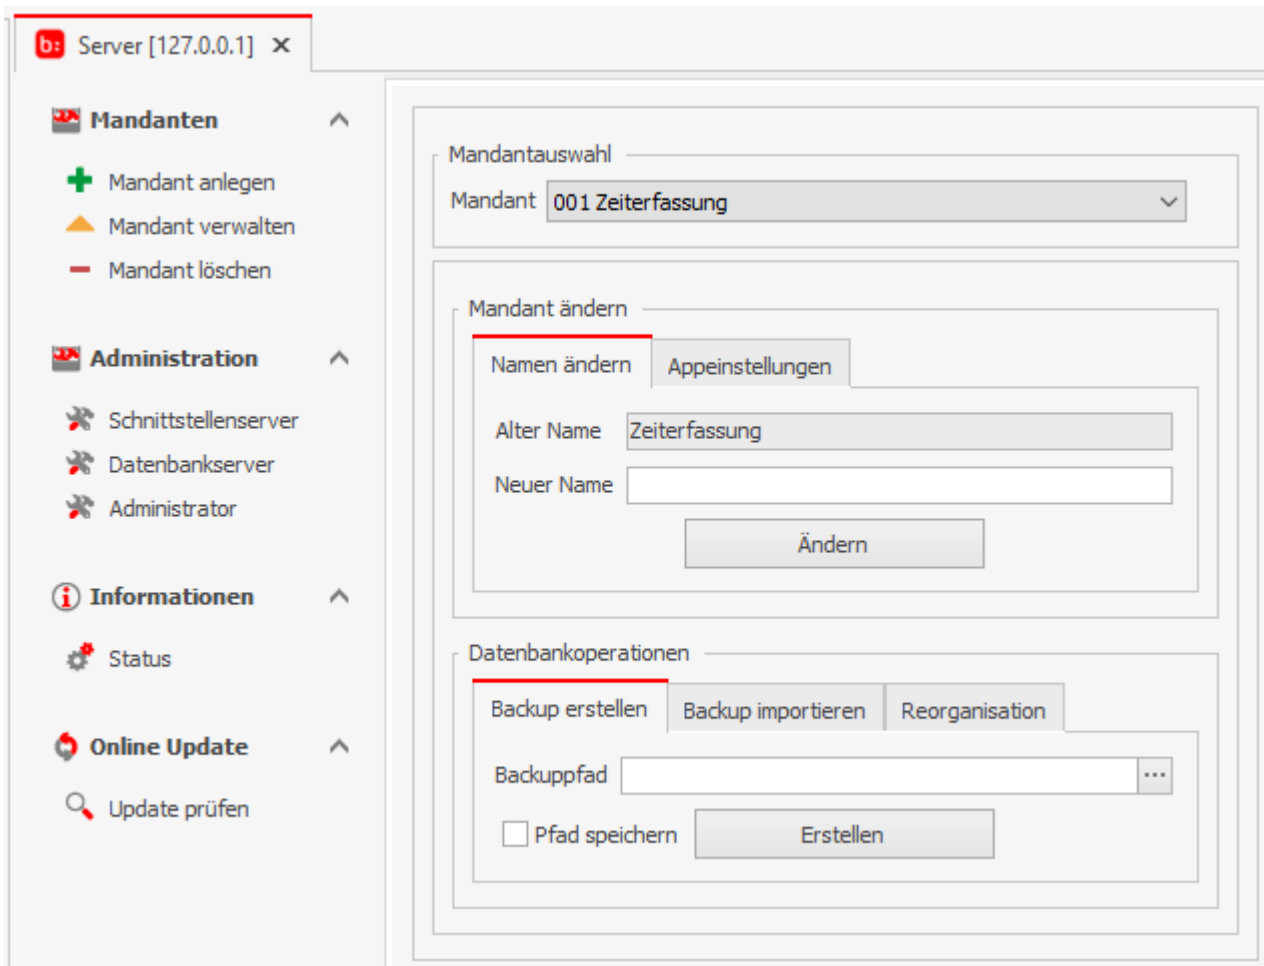 b: Server [127.0.0.1]
Mandanten
Mandant anlegen
Mandant verwalten
Mandant löschen
Administration
Schnittstellenserver
Datenbankserver
Administrator
Informationen
Status
Online Update
Update prüfen
Mandantauswahl
Mandant 001 Zeiterfassung
Mandant ändern
Namen ändern Appeinstellungen
Alter Name Zeiterfassung
Neuer Name
Ändern
Datenbankoperationen
Backup erstellen Backup importieren Reorganisation
Backuppfad ...
Pfad speichern Erstellen